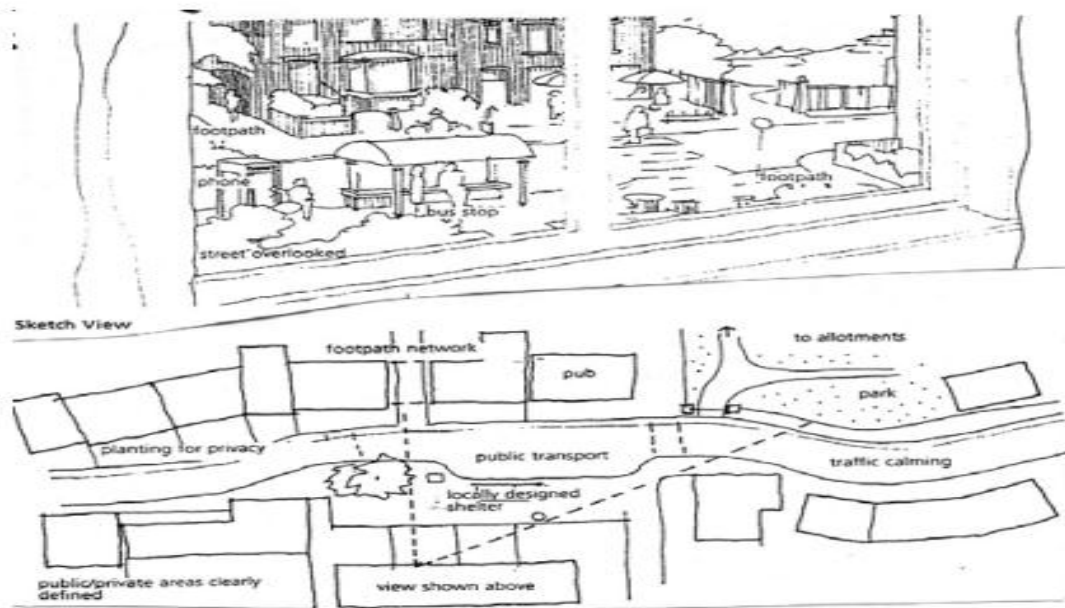 footpath
phone
footpath
bus stop
street overlooked
Sketch View
footpath network
to allotments
pub
park
planting for privacy
public transport
traffic calming
locally designed
shelter
public/private areas clearly
defined
view shown above